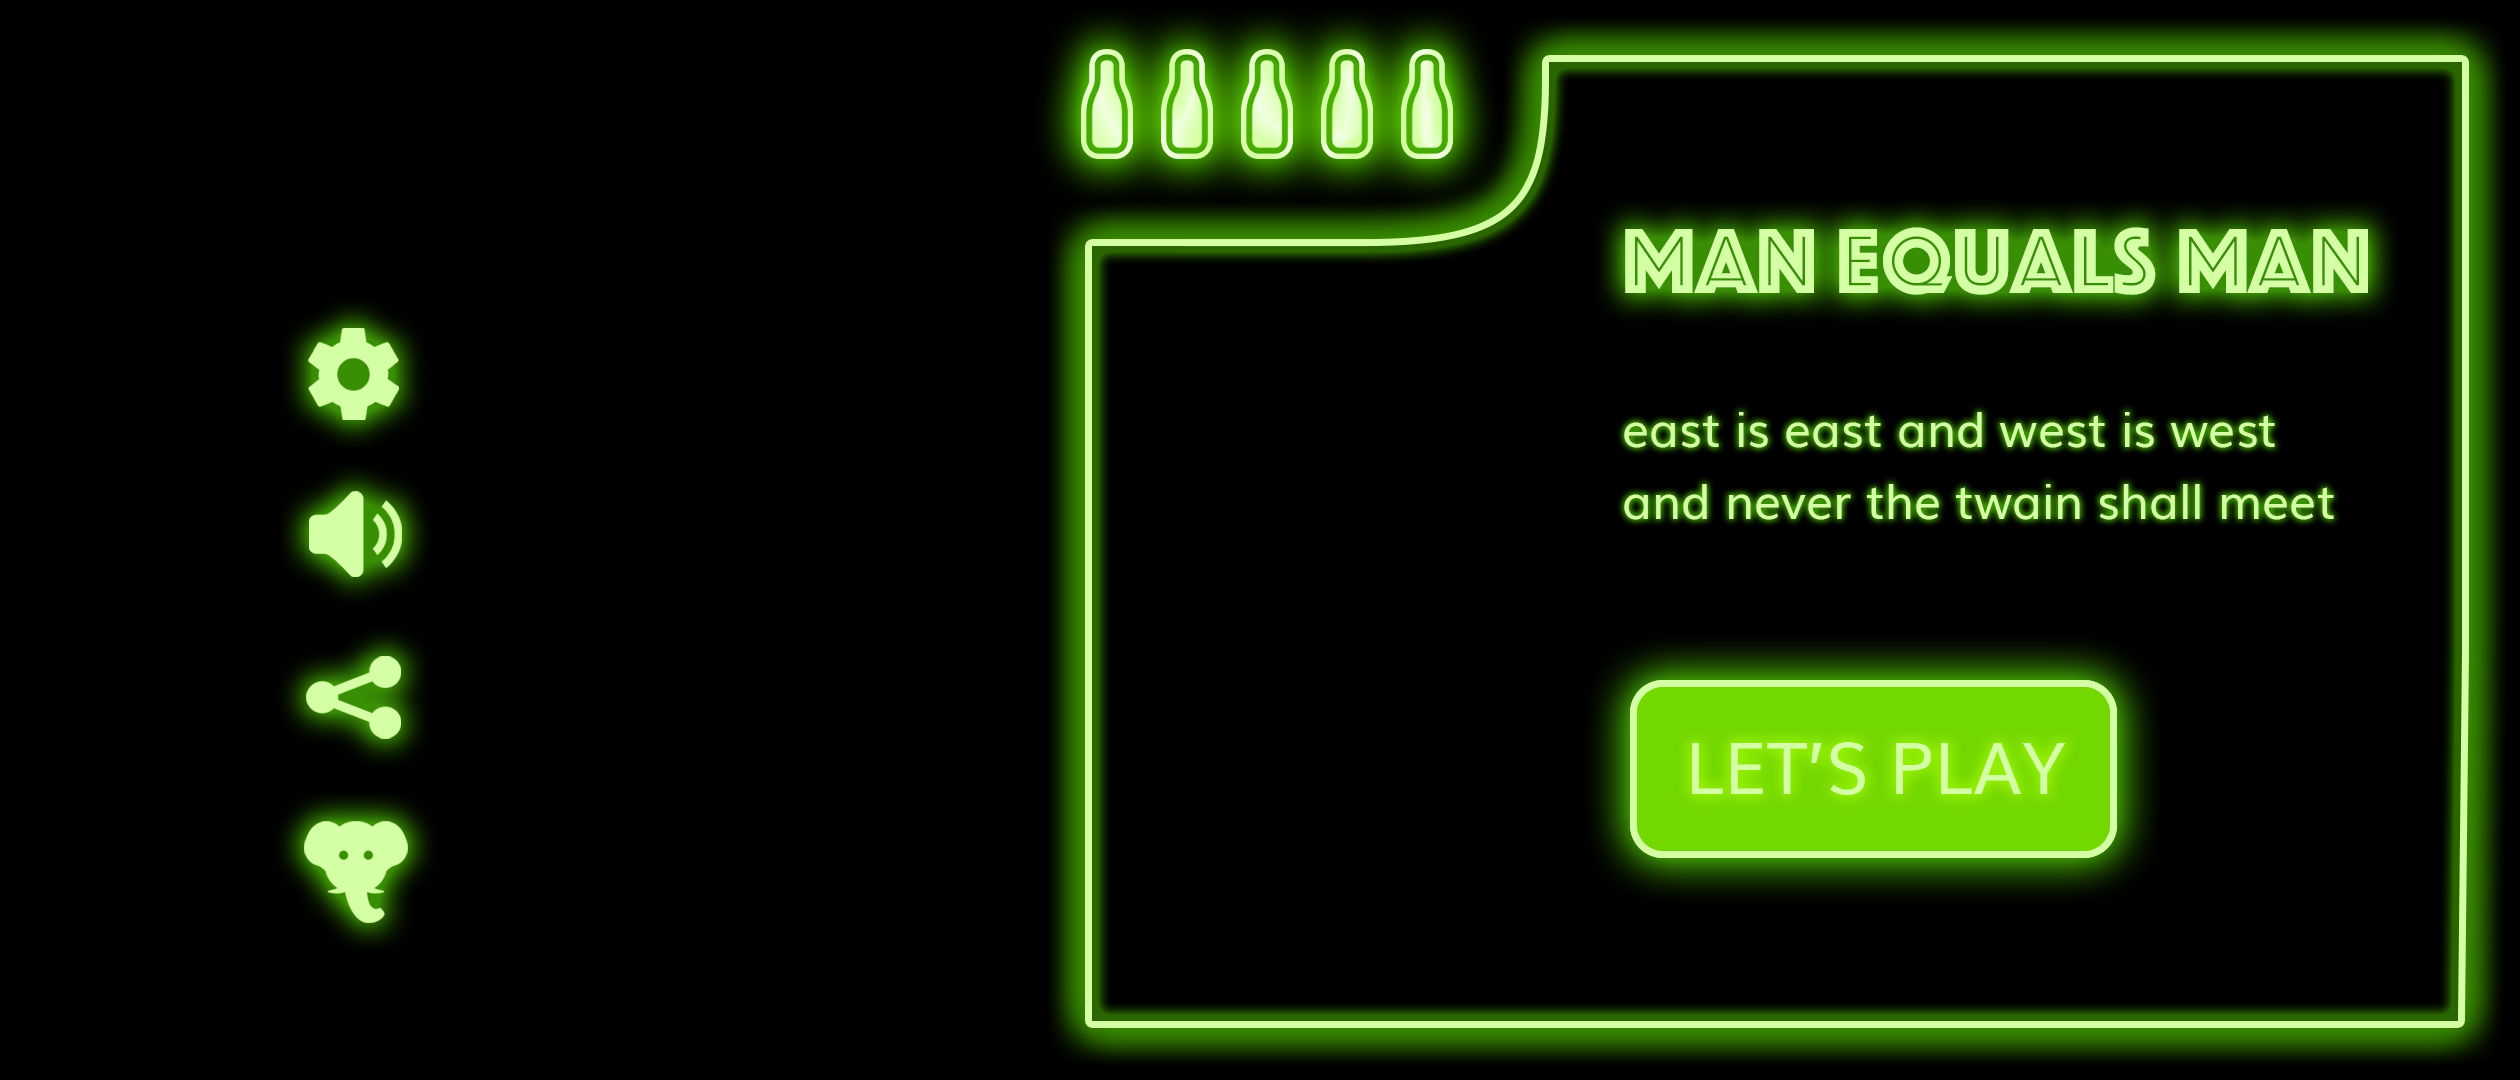 MAN EQUALS MAN
east is east and west is west
and never the twain shall meet
LET'S PLAY